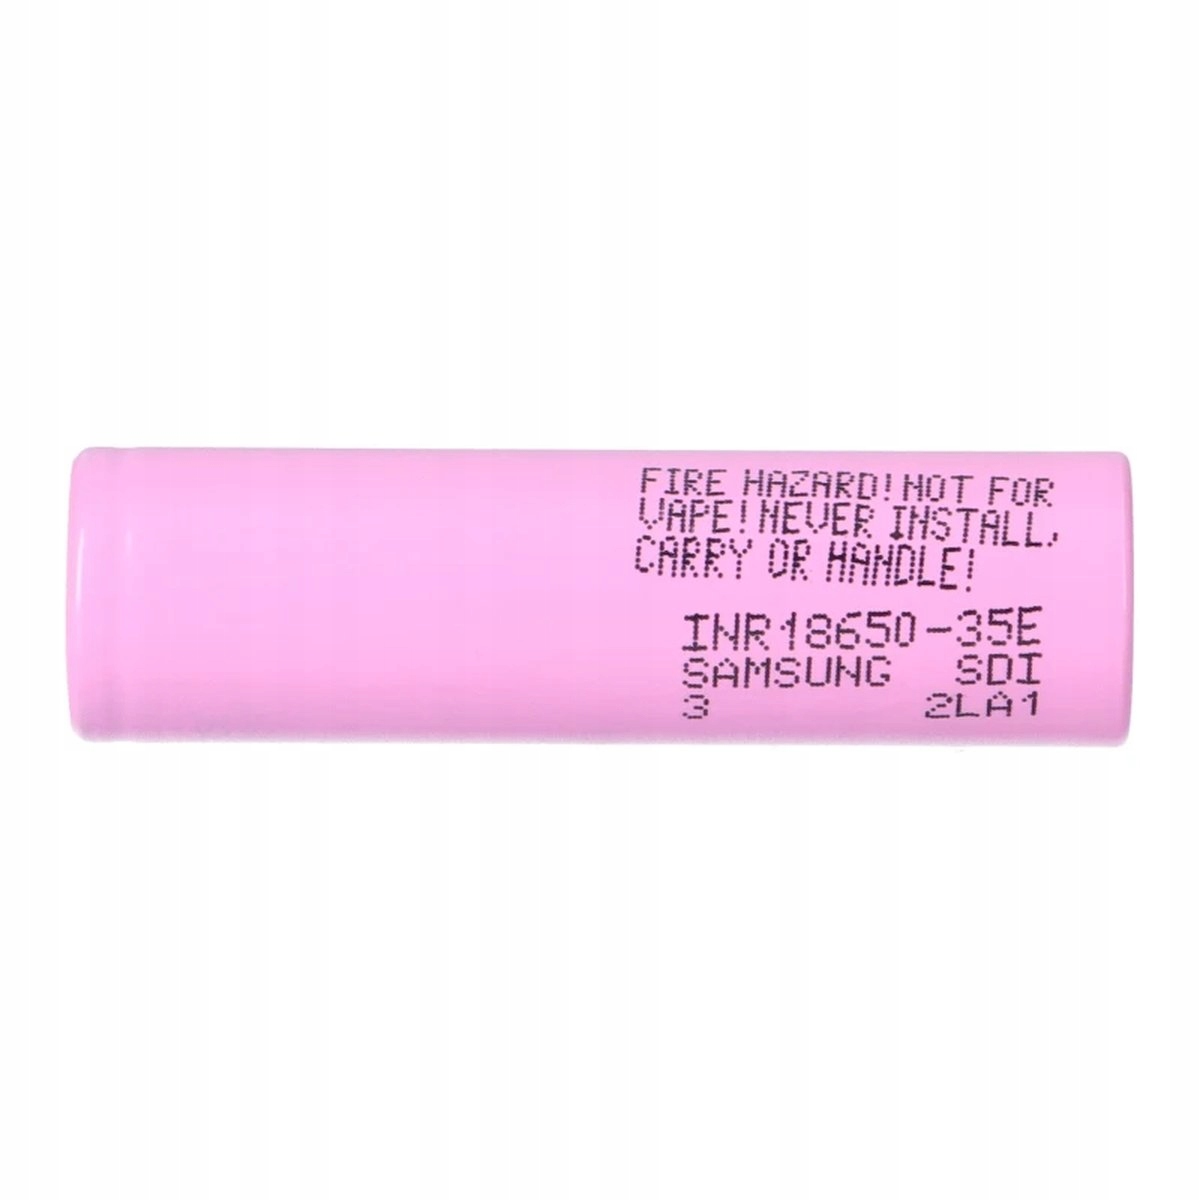 FIRE HAZARD! NOT FOR
VAPE! NEVER INSTALL,
CARRY OR HANDLE!
INR18650-35E
SAMSUNG SDI
3 2LA1